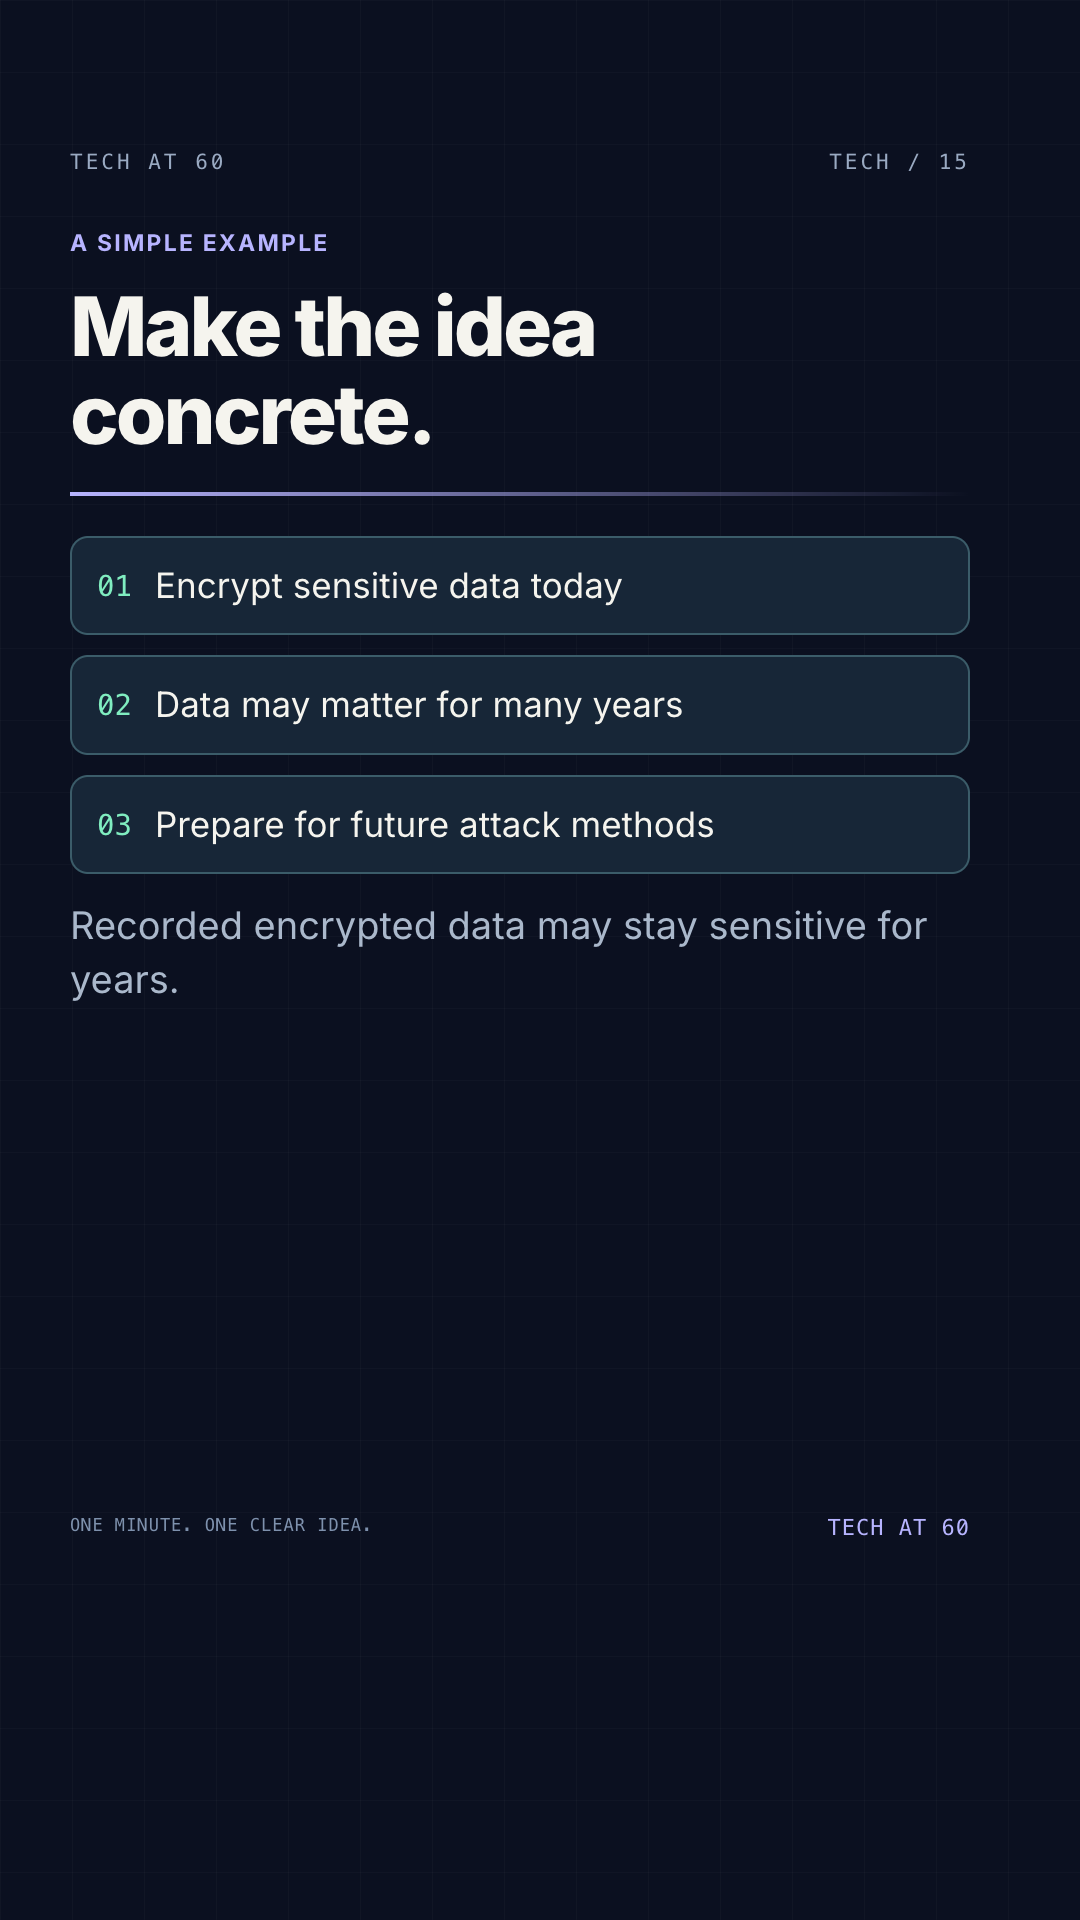 TECH AT 60
TECH / 15
A SIMPLE EXAMPLE
Make the idea
concrete.
01 Encrypt sensitive data today
02 Data may matter for many years
03 Prepare for future attack methods
Recorded encrypted data may stay sensitive for
years.
ONE MINUTE. ONE CLEAR IDEA.
TECH AT 60